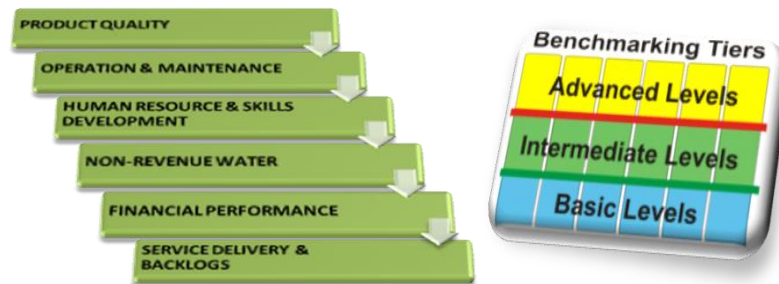 PRODUCT QUALITY
OPERATION & MAINTENANCE
HUMAN RESOURCE & SKILLS
DEVELOPMENT
NON-REVENUE WATER
FINANCIAL PERFORMANCE
SERVICE DELIVERY &
BACKLOGS
Benchmarking Tiers
Advanced Levels
Intermediate Levels
Basic Levels